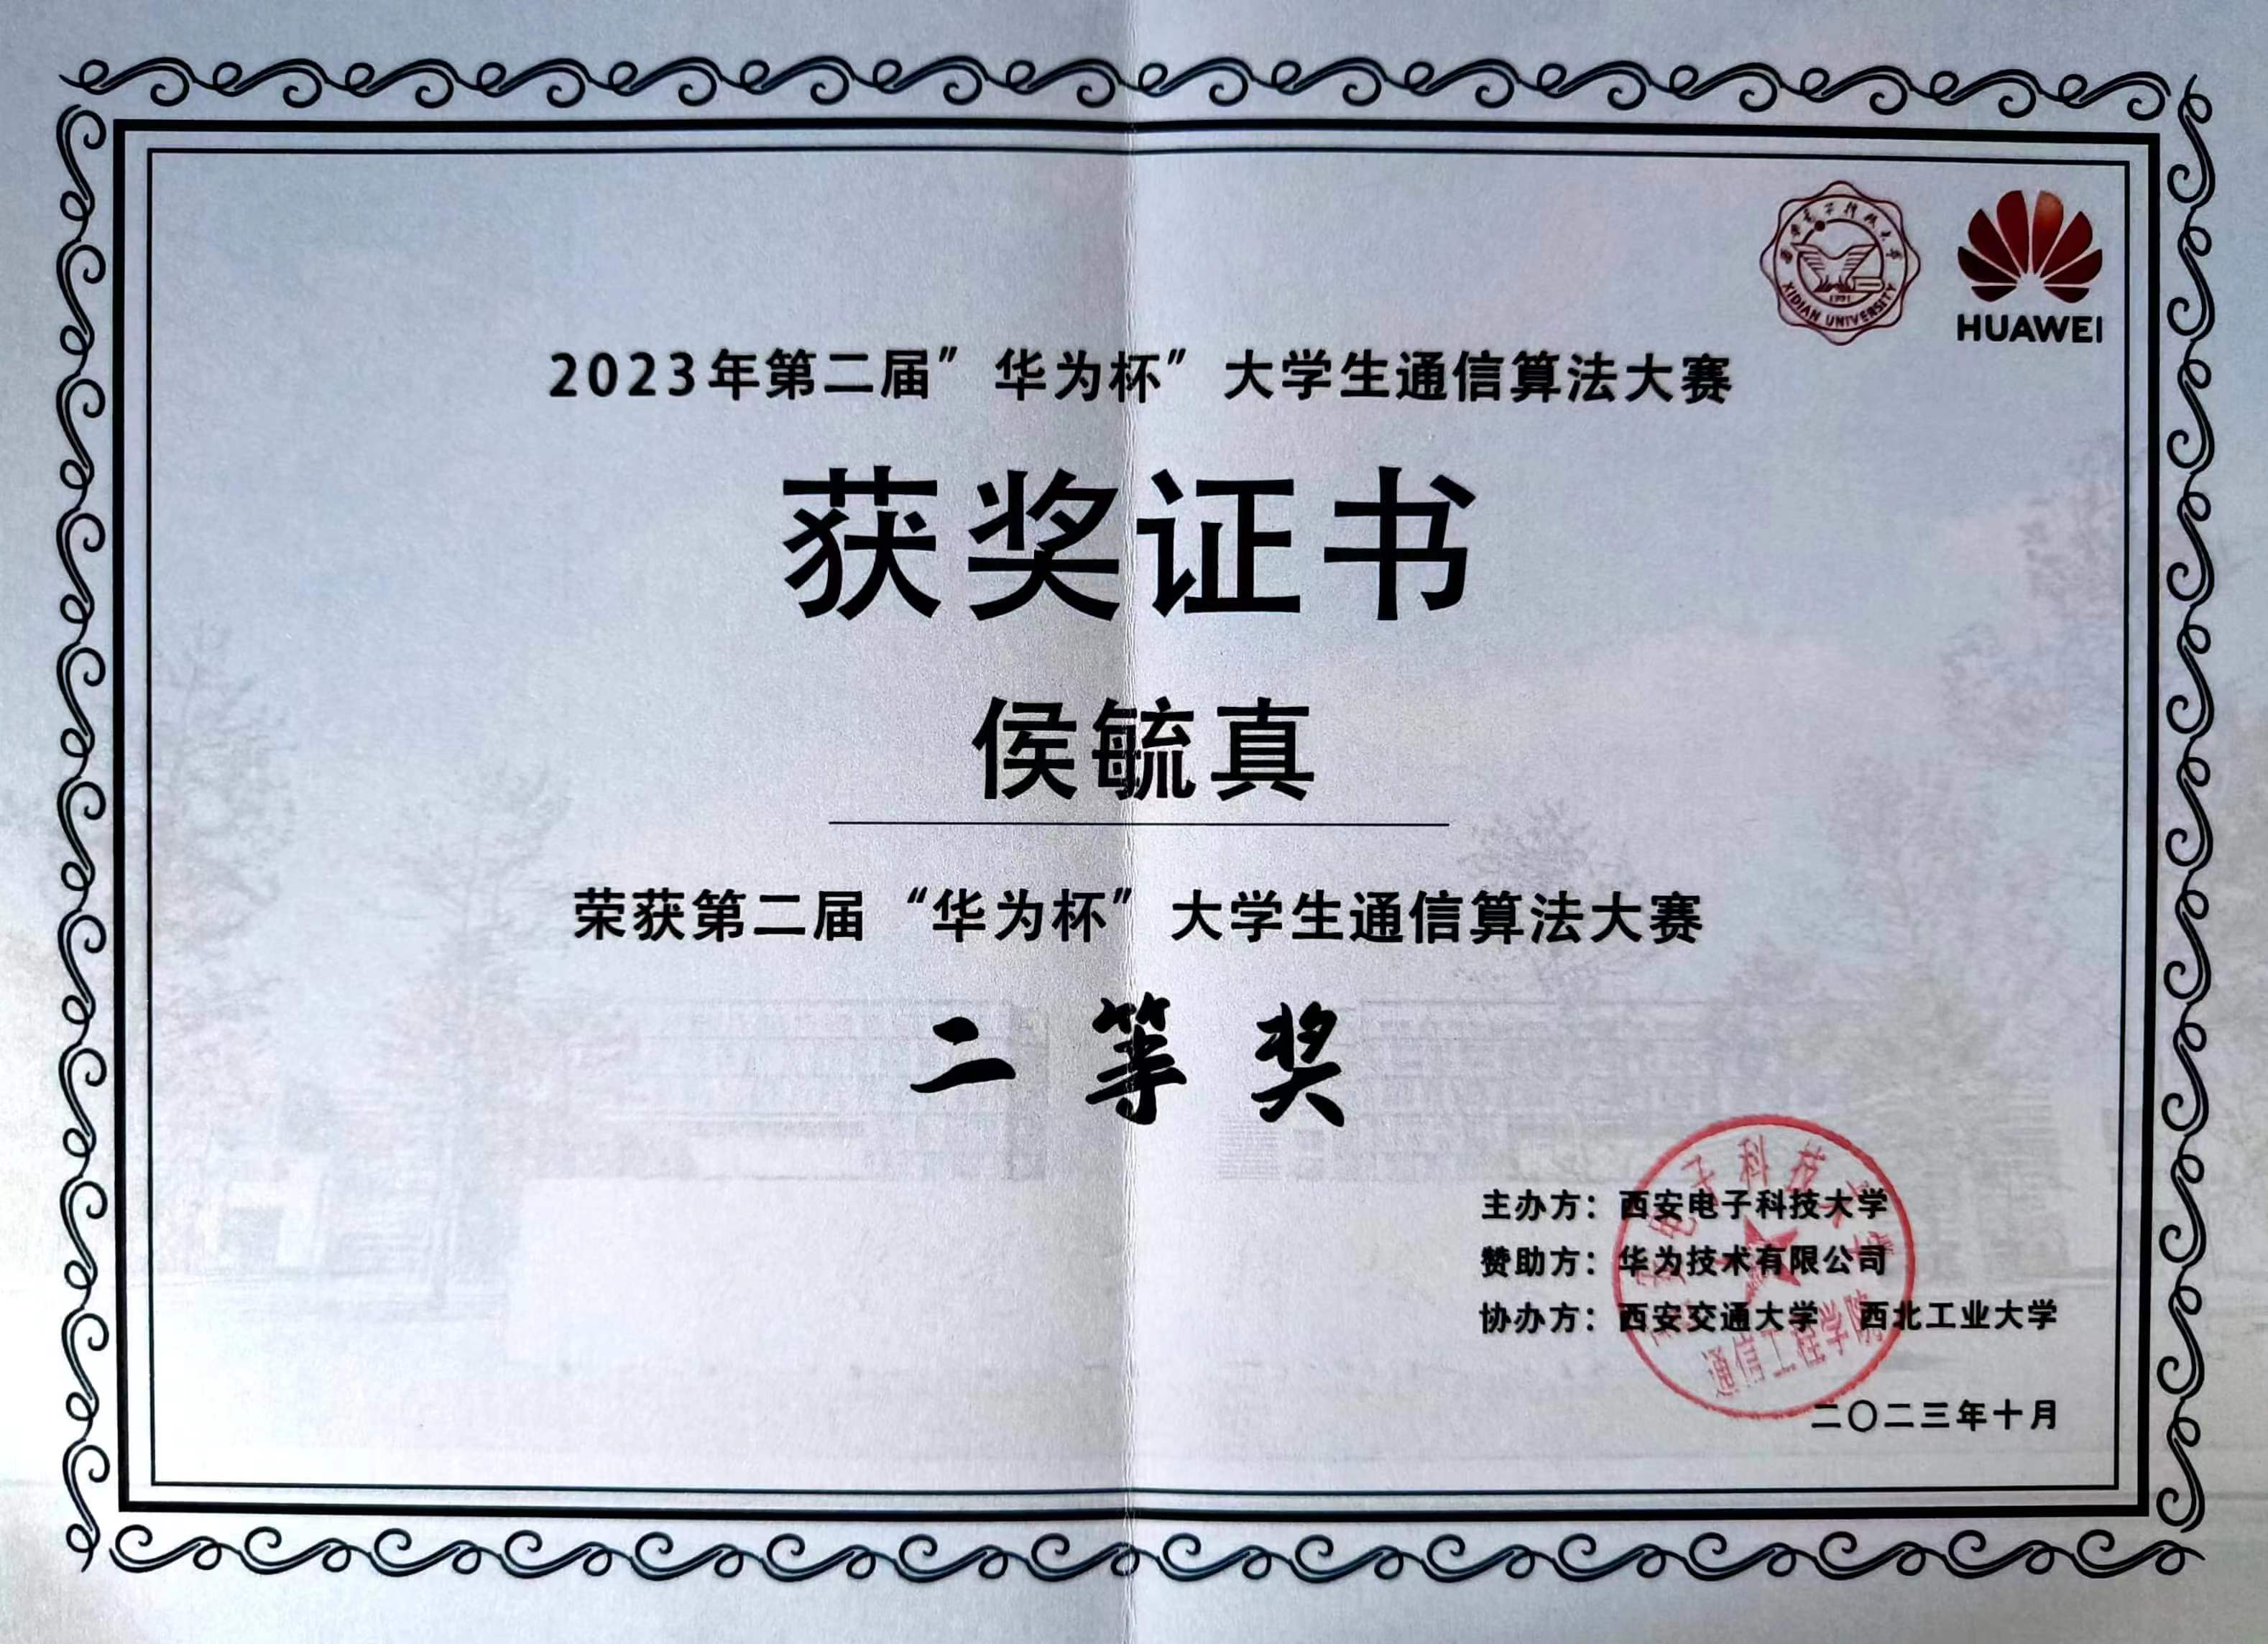 西安电子科技大学
XIDIAN UNIVERSITY
1931
HUAWEI
2023年第二届”华为杯”大学生通信算法大赛
获奖证书
侯毓真
荣获第二届“华为杯”大学生通信算法大赛
二等奖
主办方：西安电子科技大学
赞助方：华为技术有限公司
协办方：西安交通大学 西北工业大学
西安电子科技大学
通信工程学院
二〇二三年十月